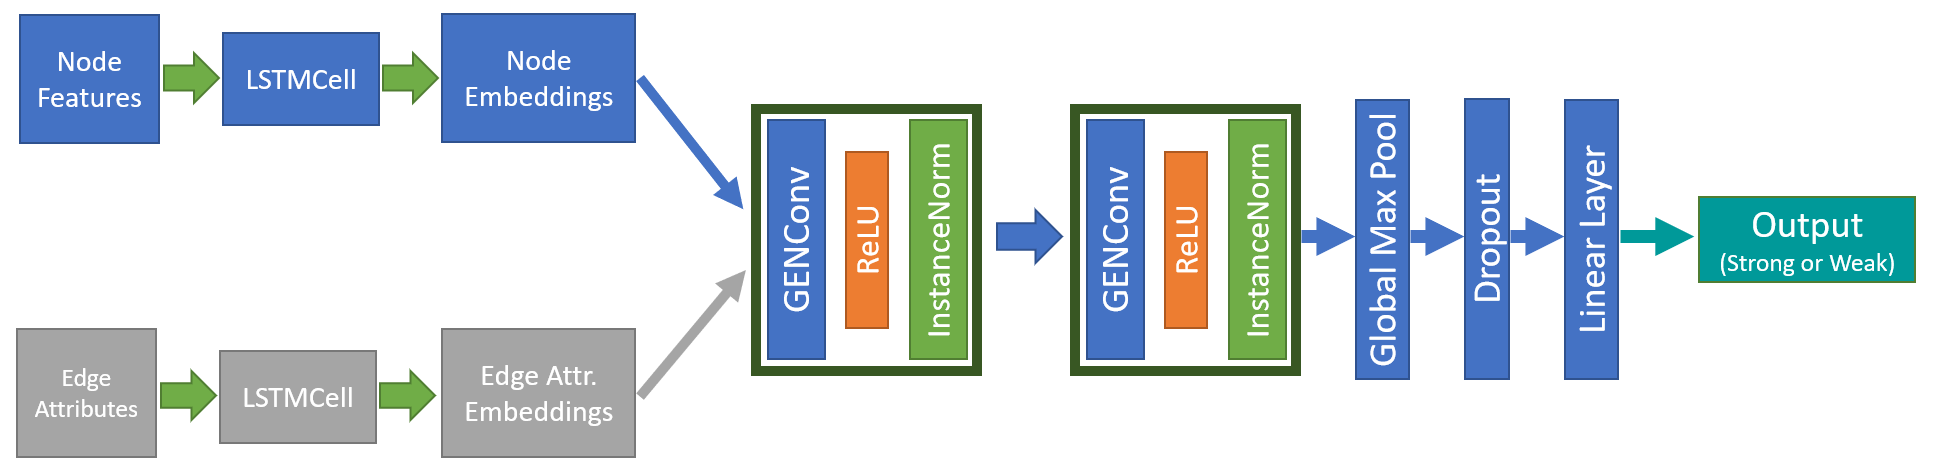 Node
Features
LSTMCell
Node
Embeddings
Edge
Attributes
LSTMCell
Edge Attr.
Embeddings
GENConv
ReLU
InstanceNorm
GENConv
ReLU
InstanceNorm
Global Max Pool
Dropout
Linear Layer
Output
(Strong or Weak)